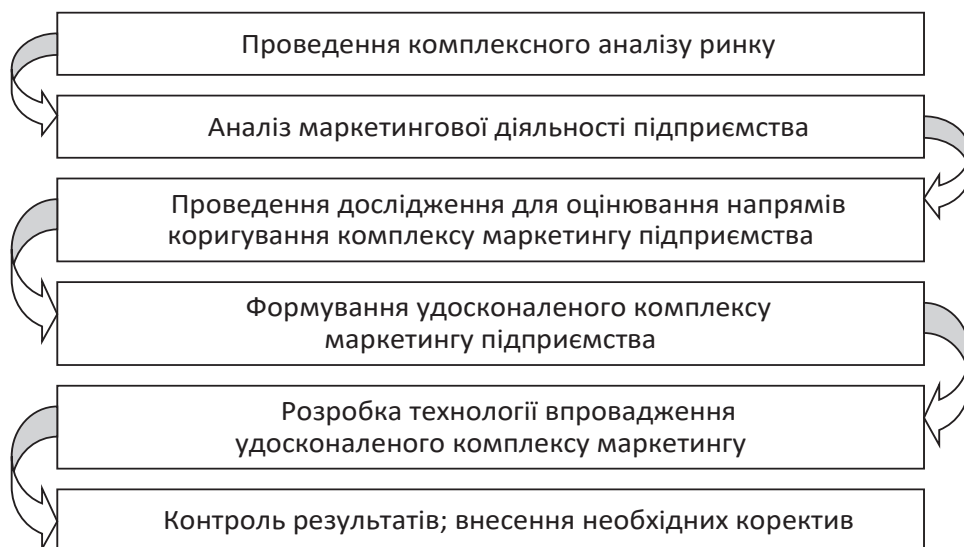 Проведення комплексного аналізу ринку
Аналіз маркетингової діяльності підприємства
Проведення дослідження для оцінювання напрямів
коригування комплексу маркетингу підприємства
Формування удосконаленого комплексу
маркетингу підприємства
Розробка технології впровадження
удосконаленого комплексу маркетингу
Контроль результатів; внесення необхідних коректив